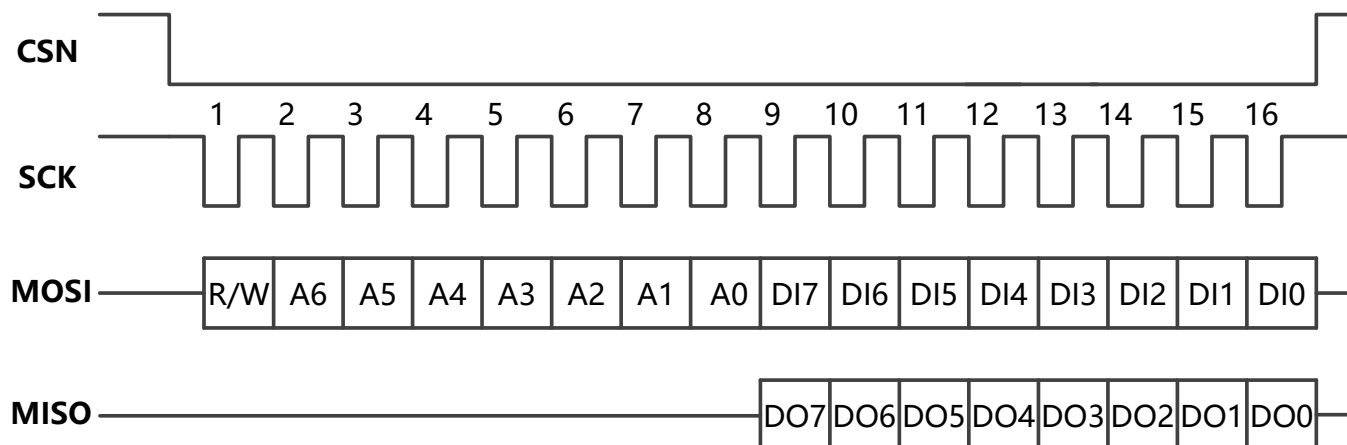 CSN
1 2 3 4 5 6 7 8 9 10 11 12 13 14 15 16
SCK
MOSI R/W A6 A5 A4 A3 A2 A1 A0 DI7 DI6 DI5 DI4 DI3 DI2 DI1 DI0
MISO DO7 DO6 DO5 DO4 DO3 DO2 DO1 DO0